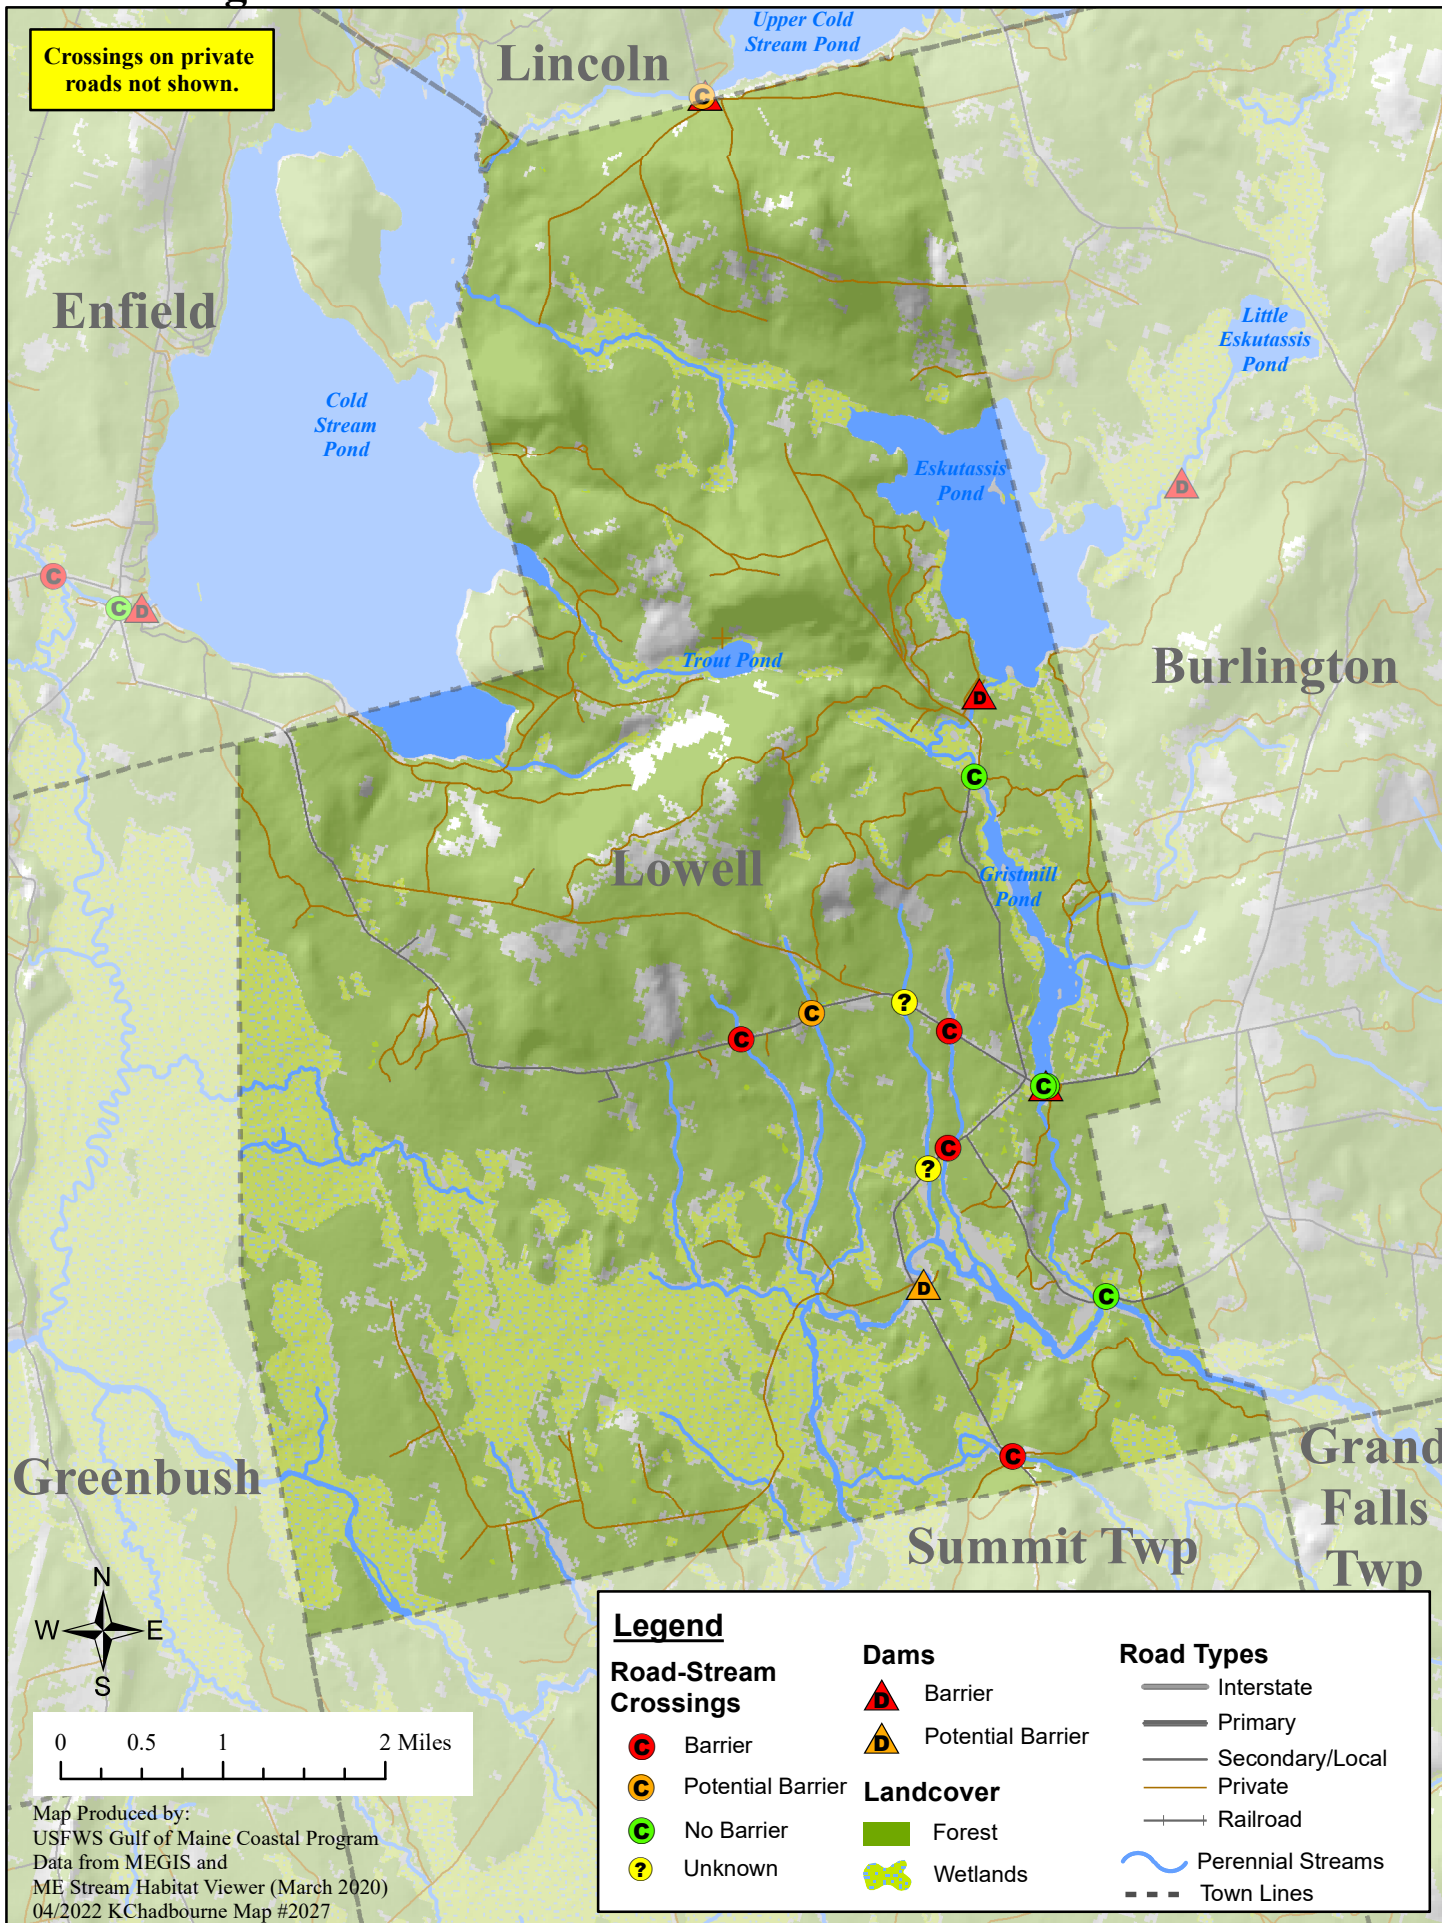 Crossings on private
roads not shown.
Upper Cold
Stream Pond
Lincoln
C
Enfield
Little
Eskutassis
Pond
Cold
Stream
Pond
Eskutassis
Pond
D
C
C D
Burlington
Trout Pond
D
C
Lowell
Gristmill
Pond
?
C
C
C
C
C
?
D
C
C
Greenbush
Grand
Falls
Twp
Summit Twp
N
W E
S
0 0.5 1 2 Miles
Map Produced by:
USFWS Gulf of Maine Coastal Program
Data from MEGIS and
ME Stream Habitat Viewer (March 2020)
04/2022 KChadbourne Map #2027
Legend
Road-Stream
Crossings
C Barrier
C Potential Barrier
C No Barrier
? Unknown
Dams
D Barrier
D Potential Barrier
Landcover
Forest
Wetlands
Road Types
Interstate
Primary
Secondary/Local
Private
Railroad
Perennial Streams
Town Lines